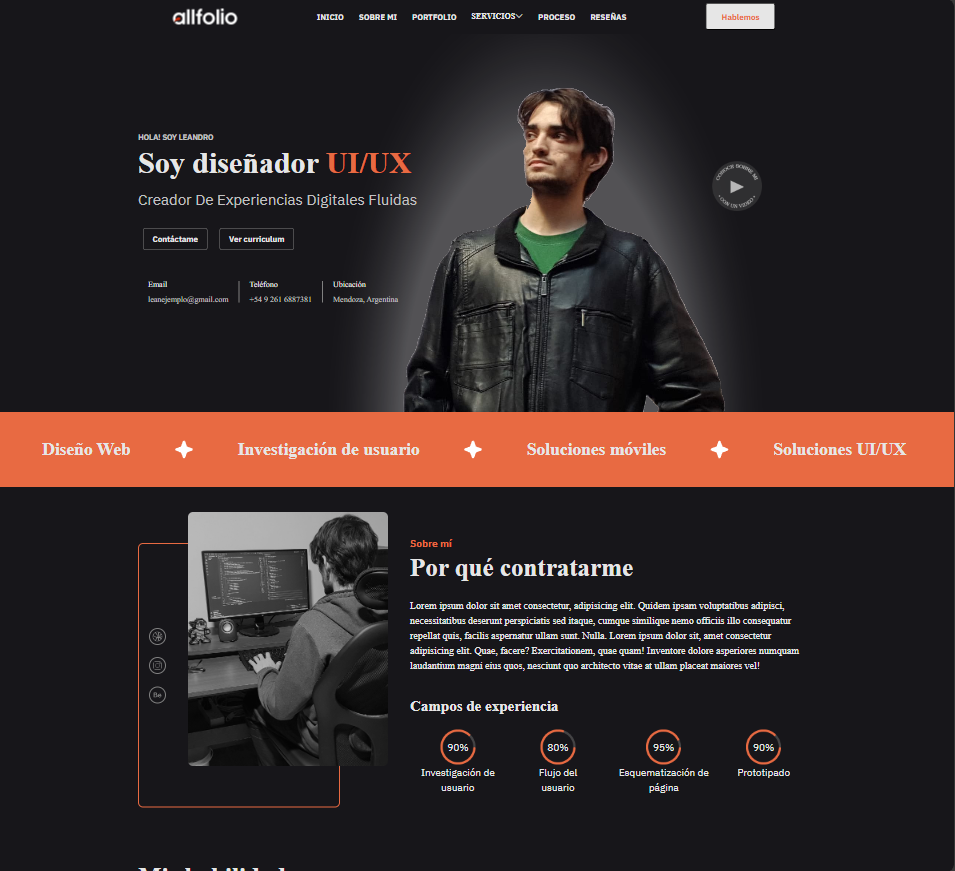 allfolio
INICIO SOBRE MI PORTFOLIO SERVICIOS PROCESO RESEÑAS
Hablemos
HOLA! SOY LEANDRO
Soy diseñador UI/UX
Creador De Experiencias Digitales Fluidas
CONOCE SOBRE MI
CON UN VIDEO
Contáctame Ver curriculum
Email Teléfono Ubicación
leanejemplo@gmail.com +54 9 261 6887381 Mendoza, Argentina
Diseño Web Investigación de usuario Soluciones móviles Soluciones UI/UX
Sobre mí
Por qué contratarme
Lorem ipsum dolor sit amet consectetur, adipisicing elit. Quidem ipsam voluptatibus adipisci,
necessitatibus deserunt perspiciatis sed itaque, cumque similique nemo officiis illo consequatur
repellat quis, facilis aspernatur ullam sunt. Nulla. Lorem ipsum dolor sit, amet consectetur
adipisicing elit. Quae, facere? Exercitationem, quae quam! Inventore dolore asperiores numquam
laudantium magni eius quos, nesciunt quo architecto vitae at ullam placeat maiores vel!
Be
Campos de experiencia
90% 80% 95% 90%
Investigación de Flujo del Esquematización de Prototipado
usuario usuario página